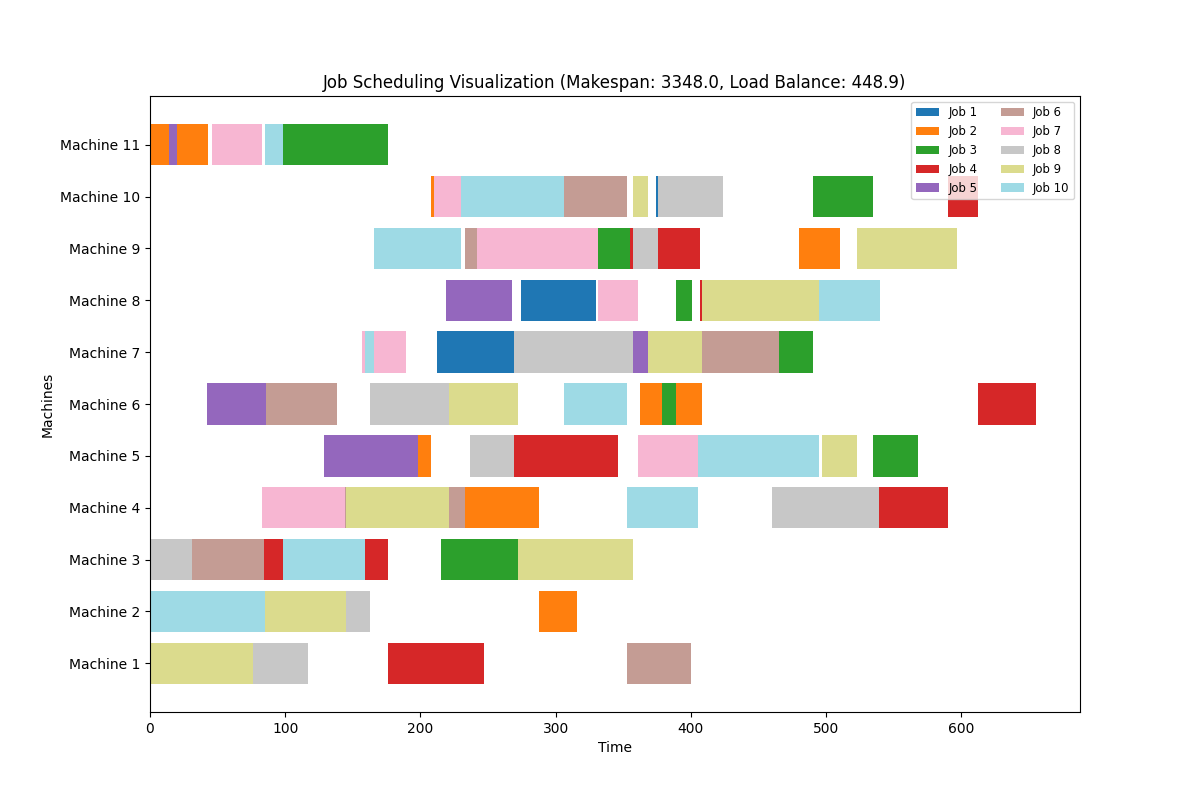 Job Scheduling Visualization (Makespan: 3348.0, Load Balance: 448.9)
Job 1
Job 2
Job 3
Job 4
Job 5
Job 6
Job 7
Job 8
Job 9
Job 10
Machine 11
Machine 10
Machine 9
Machine 8
Machine 7
Machine 6
Machine 5
Machine 4
Machine 3
Machine 2
Machine 1
Machines
0 100 200 300 400 500 600
Time